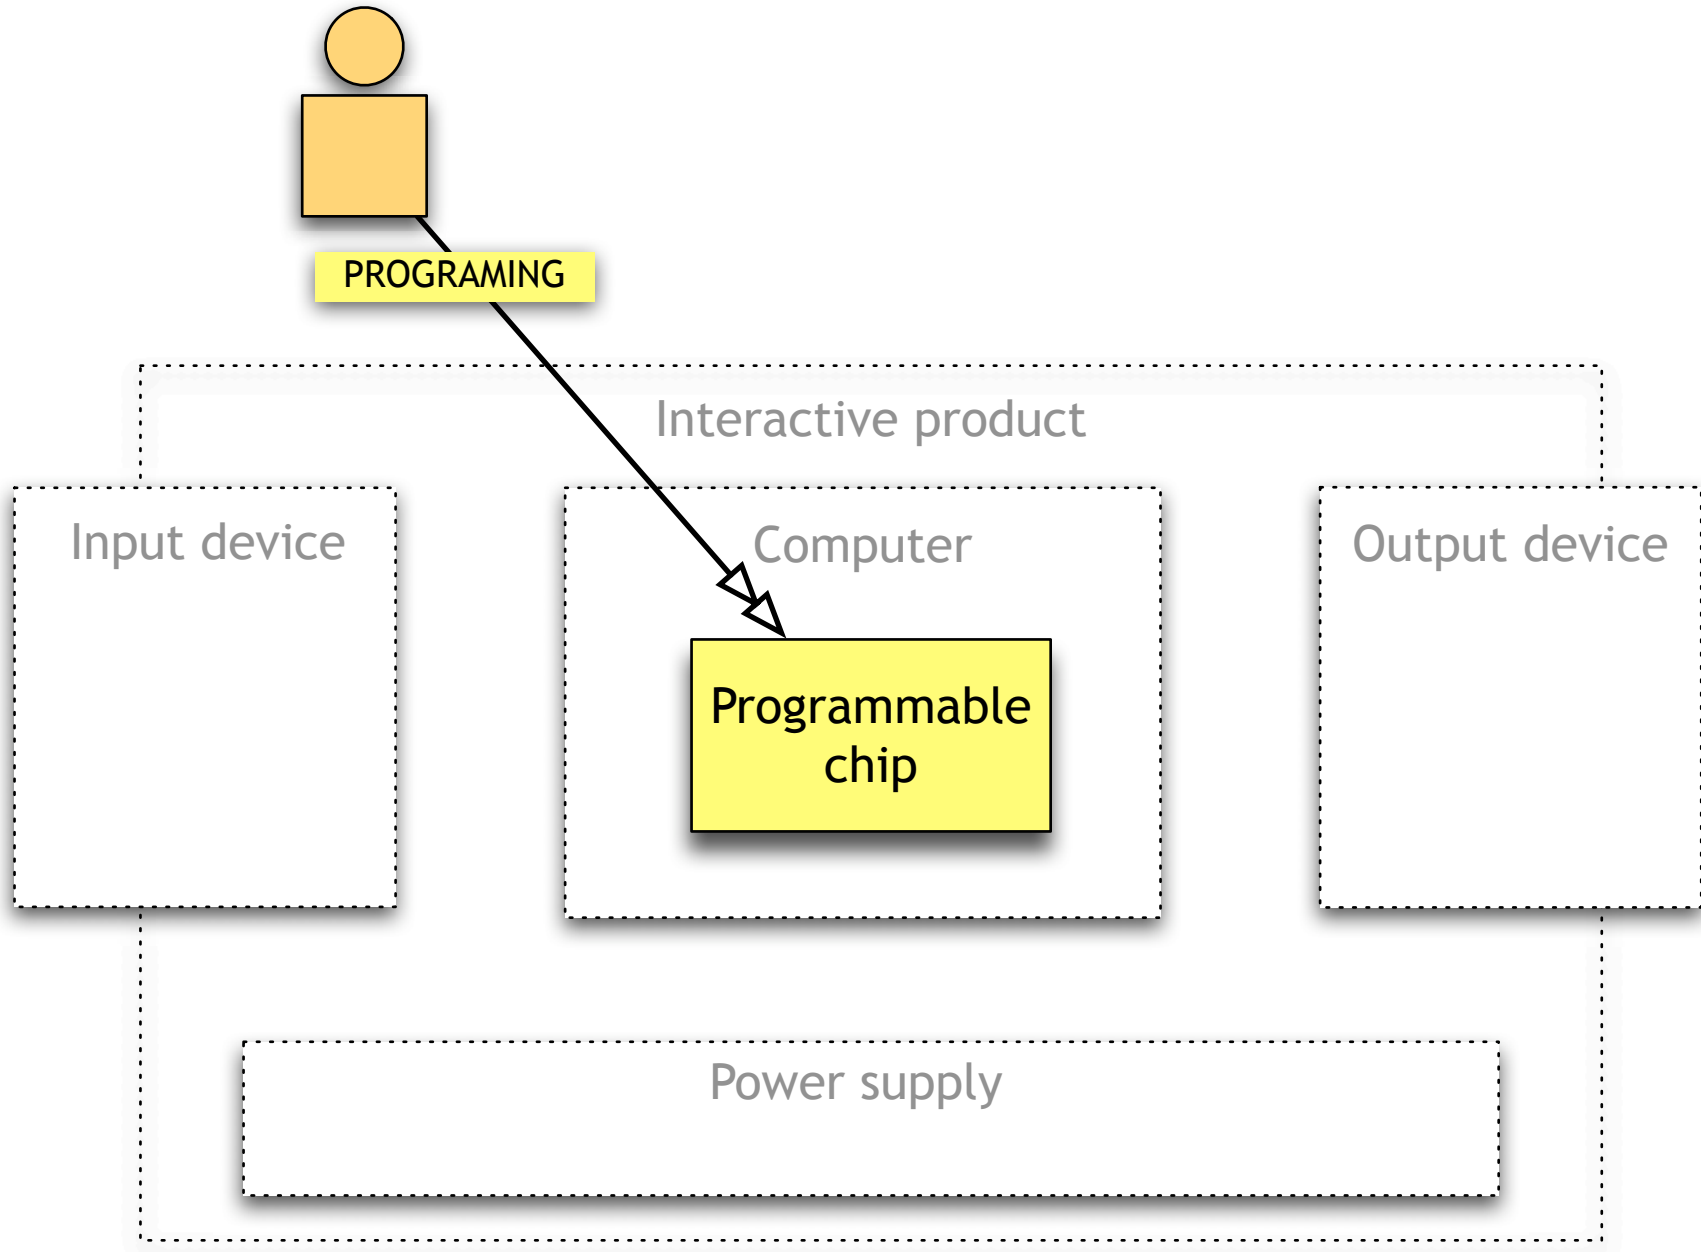 PROGRAMING
Interactive product
Input device
Computer
Output device
Programmable
chip
Power supply